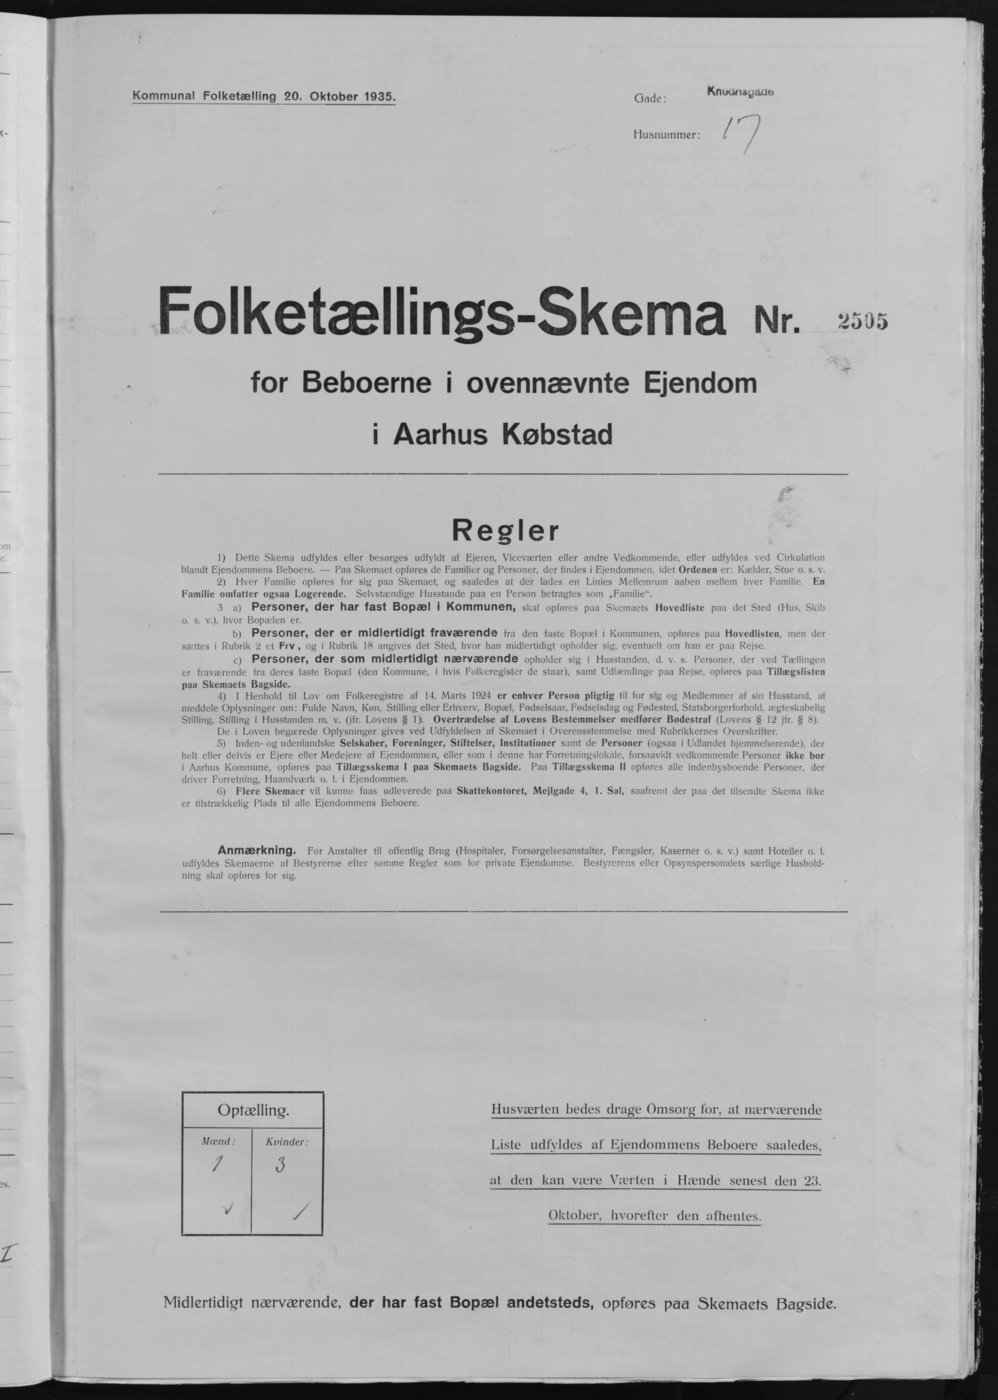 Kommunal Folketælling 20. Oktober 1935.
Gade: Knudrisgade
Husnummer: 17
Folketællings-Skema Nr. 2505
for Beboerne i ovennævnte Ejendom
i Aarhus Købstad
Regler
1) Dette Skema udfyldes eller besørges udfyldt af Ejeren, Viceværten eller andre Vedkommende, eller udfyldes ved Cirkulation
blandt Ejendommens Beboere. — Paa Skemaet opføres de Familier og Personer, der findes i Ejendommen, idet Ordenen er: Kælder, Stue o. s. v.
2) Hver Familie opføres for sig paa Skemaet, og saaledes at der lades en Linies Mellemrum aaben mellem hver Familie. En
Familie omfatter ogsaa Logerende. Selvstændige Husstande paa en Person betragtes som „Familie“.
3 a) Personer, der har fast Bopæl i Kommunen, skal opføres paa Skemaets Hovedliste paa det Sted (Hus, Skib
o. s. v.), hvor Bopælen er.
b) Personer, der er midlertidigt fraværende fra den faste Bopæl i Kommunen, opføres paa Hovedlisten, men der
sættes i Rubrik 2 et Frv., og i Rubrik 18 angives det Sted, hvor han midlertidigt opholder sig, eventuelt om han er paa Rejse.
c) Personer, der som midlertidigt nærværende opholder sig i Husstanden, d. v. s. Personer, der ved Tællingen
er fraværende fra deres faste Bopæl (den Kommune, i hvis Folkeregister de staar), samt Udlændinge paa Rejse, opføres paa Tillægslisten
paa Skemaets Bagside.
4) I Henhold til Lov om Folkeregistre af 14. Marts 1924 er enhver Person pligtig til for sig og Medlemmer af sin Husstand, at
meddele Oplysninger om: Fulde Navn, Køn, Stilling eller Erhverv, Bopæl, Fødselsaar, Fødselsdag og Fødested, Statsborgerforhold, ægteskabelig
Stilling, Stilling i Husstanden m. v. (jfr. Lovens § 1). Overtrædelse af Lovens Bestemmelser medfører Bødestraf (Lovens § 12 jfr. § 8).
De i Loven begærede Oplysninger gives ved Udfyldelsen af Skemaet i Overensstemmelse med Rubrikkernes Overskrifter.
5) Inden- og udenlandske Selskaber, Foreninger, Stiftelser, Institutioner samt de Personer (ogsaa i Udlandet hjemmehørende), der
helt eller delvis er Ejere eller Medejere af Ejendommen, eller som i denne har Forretningslokale, forsaavidt vedkommende Personer ikke bor
i Aarhus Kommune, opføres paa Tillægsskema I paa Skemaets Bagside. Paa Tillægsskema II opføres alle indenbysboende Personer, der
driver Forretning, Haandværk o. l. i Ejendommen.
6) Flere Skemaer vil kunne faas udleverede paa Skattekontoret, Mejlgade 4, 1. Sal, saafremt der paa det tilsendte Skema ikke
er tilstrækkelig Plads til alle Ejendommens Beboere.
Anmærkning. For Anstalter til offentlig Brug (Hospitaler, Forsørgelsesanstalter, Fængsler, Kaserner o. s. v.) samt Hoteller o. l.
udfyldes Skemaerne af Bestyrerne efter samme Regler som for private Ejendomme. Bestyrerens eller Opsynspersonalets særlige Hushold-
ning skal opføres for sig.
Optælling.
Mænd: Kvinder:
1 3
Husværten bedes drage Omsorg for, at nærværende
Liste udfyldes af Ejendommens Beboere saaledes,
at den kan være Værten i Hænde senest den 23.
Oktober, hvorefter den afhentes.
Midlertidigt nærværende, der har fast Bopæl andetsteds, opføres paa Skemaets Bagside.